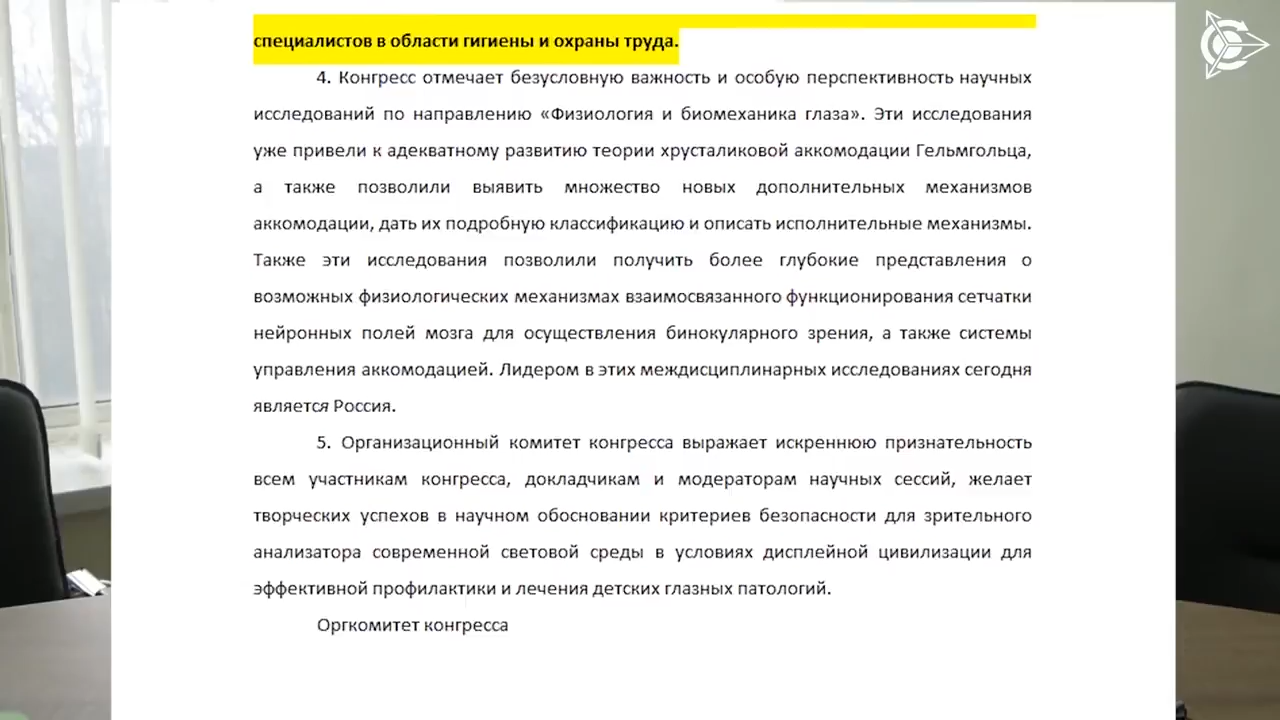 специалистов в области гигиены и охраны труда.
4. Конгресс отмечает безусловную важность и особую перспективность научных
исследований по направлению «Физиология и биомеханика глаза». Эти исследования
уже привели к адекватному развитию теории хрусталиковой аккомодации Гельмгольца,
а также позволили выявить множество новых дополнительных механизмов
аккомодации, дать их подробную классификацию и описать исполнительные механизмы.
Также эти исследования позволили получить более глубокие представления о
возможных физиологических механизмах взаимосвязанного функционирования сетчатки
нейронных полей мозга для осуществления бинокулярного зрения, а также системы
управления аккомодацией. Лидером в этих междисциплинарных исследованиях сегодня
является Россия.
5. Организационный комитет конгресса выражает искреннюю признательность
всем участникам конгресса, докладчикам и модераторам научных сессий, желает
творческих успехов в научном обосновании критериев безопасности для зрительного
анализатора современной световой среды в условиях дисплейной цивилизации для
эффективной профилактики и лечения детских глазных патологий.
Оргкомитет конгресса